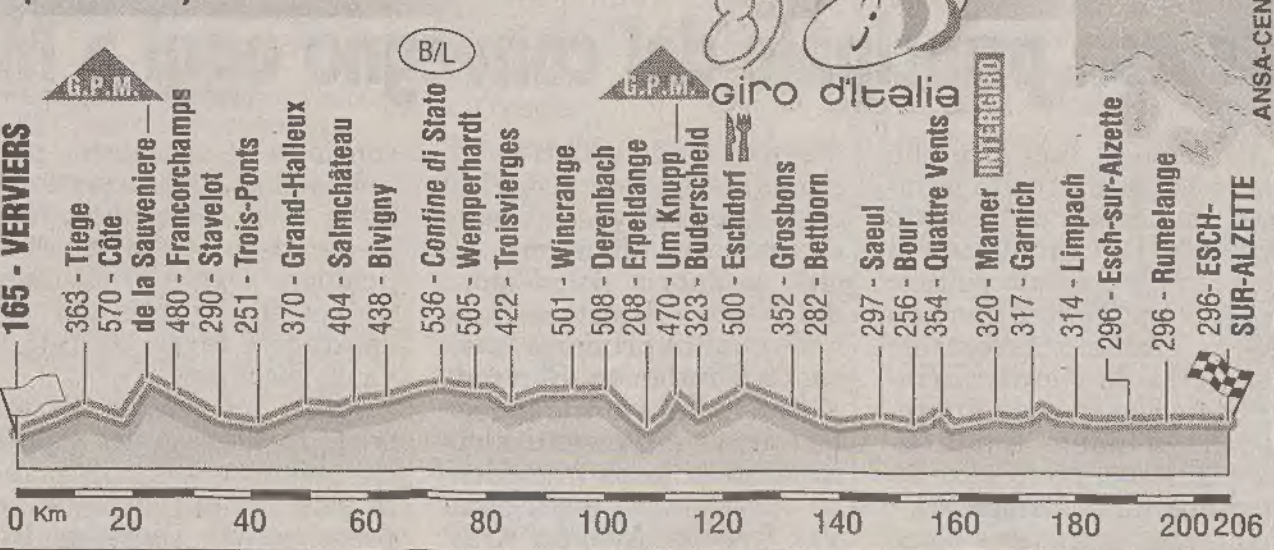 G.P.M.
B/L
G.P.M.
Giro d'Italia
INTERGIRO
ANSA-CEN
165 - VERVIERS
363 - Tiege
570 - Côte
de la Sauveniere
480 - Francorchamps
290 - Stavelot
251 - Trois-Ponts
370 - Grand-Halleux
404 - Salmchâteau
438 - Bivigny
536 - Confine di Stato
505 - Wemperhardt
422 - Troisvierges
501 - Wincrange
508 - Derenbach
208 - Erpeldange
470 - Um Knupp
323 - Buderscheld
500 - Eschdorf
352 - Grosbons
282 - Bettborn
297 - Saeul
256 - Bour
354 - Quattre Vents
320 - Mamer
317 - Garnich
314 - Limpach
296 - Esch-sur-Alzette
296 - Rumelange
296 - ESCH-
SUR-ALZETTE
0 Km 20 40 60 80 100 120 140 160 180 200 206